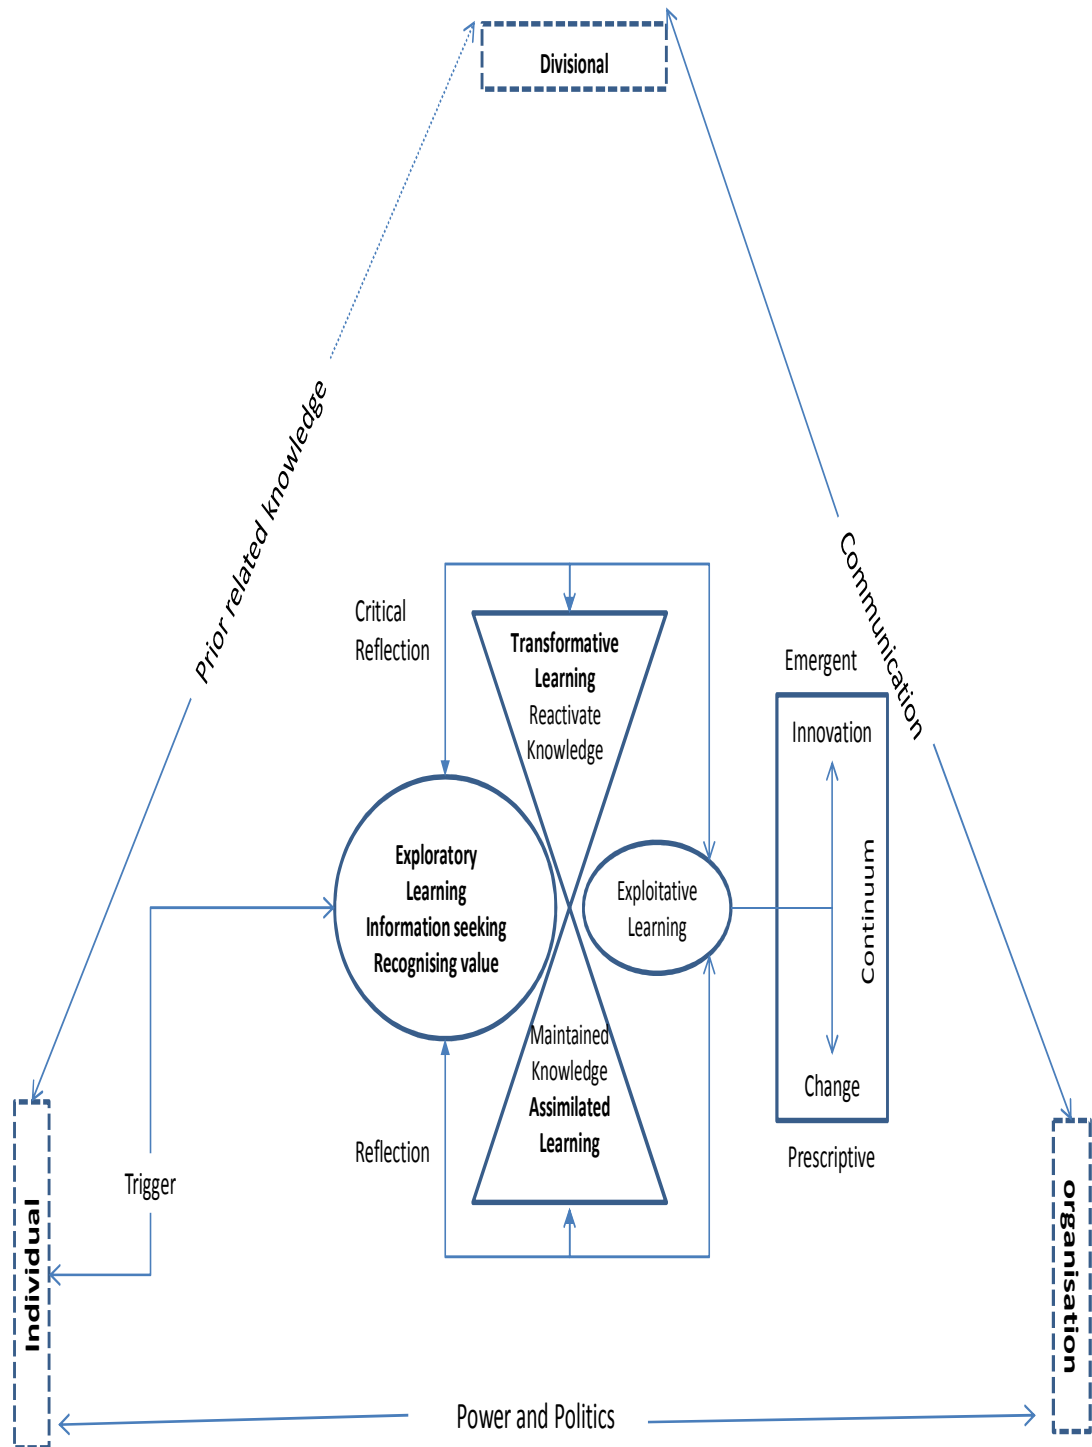 Divisional
Prior related knowledge
Communication
Critical
Reflection
Transformative
Learning
Reactivate
Knowledge
Emergent
Innovation
Continuum
Change
Prescriptive
Exploratory
Learning
Information seeking
Recognising value
Exploitative
Learning
Maintained
Knowledge
Assimilated
Learning
Reflection
Trigger
Individual
organisation
Power and Politics